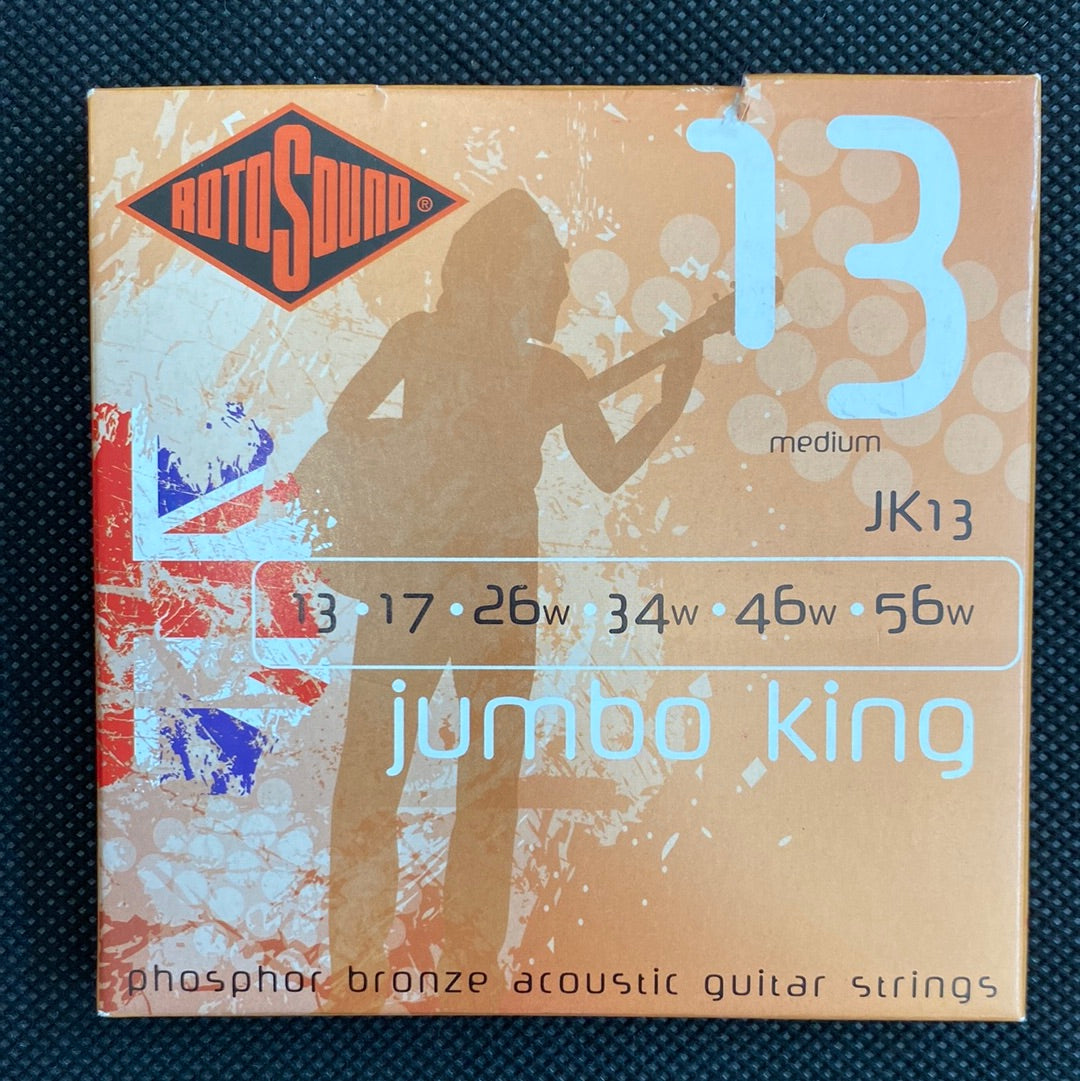 ROTOSOUND®
13
medium
JK13
13 • 17 • 26w • 34w • 46w • 56w
jumbo king
phosphor bronze acoustic guitar strings